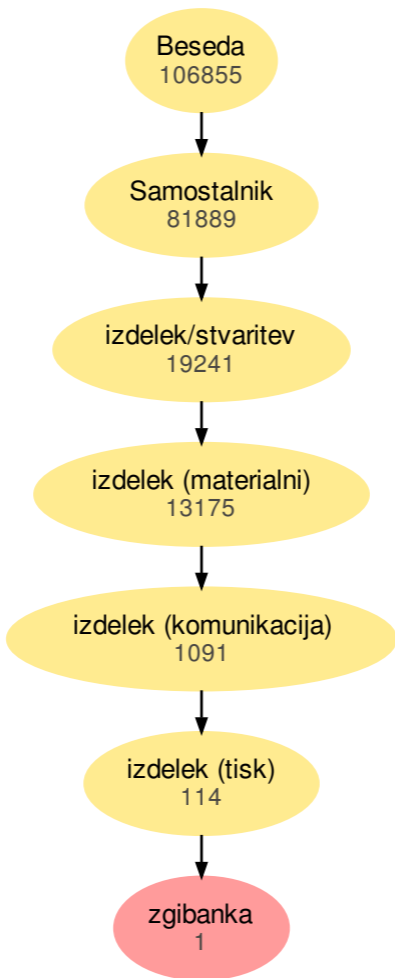 Beseda
106855
Samostalnik
81889
izdelek/stvaritev
19241
izdelek (materialni)
13175
izdelek (komunikacija)
1091
izdelek (tisk)
114
zgibanka
1